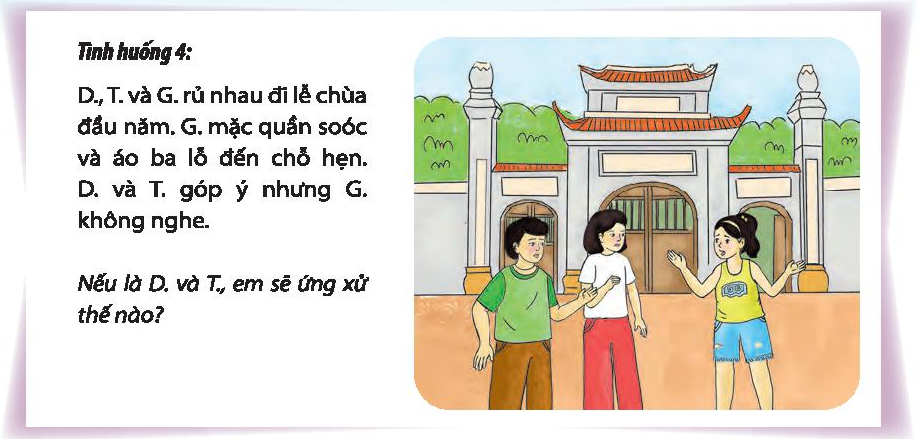 Tình huống 4:
D., T. và G. rủ nhau đi lễ chùa
đầu năm. G. mặc quần soóc
và áo ba lỗ đến chỗ hẹn.
D. và T. góp ý nhưng G.
không nghe.
Nếu là D. và T., em sẽ ứng xử
thế nào?